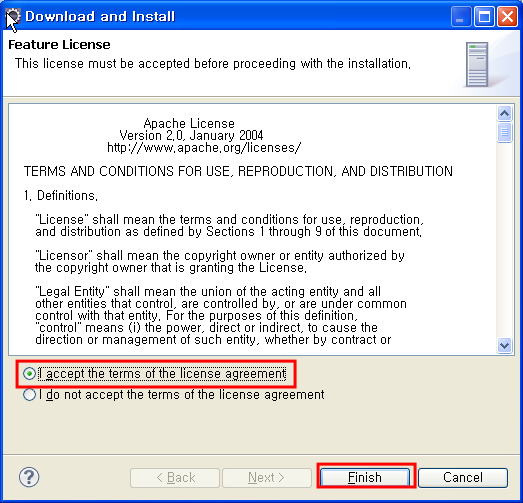 Download and Install
Feature License
This license must be accepted before proceeding with the installation.
Apache License
Version 2.0, January 2004
http://www.apache.org/licenses/
TERMS AND CONDITIONS FOR USE, REPRODUCTION, AND DISTRIBUTION
1. Definitions.
"License" shall mean the terms and conditions for use, reproduction,
and distribution as defined by Sections 1 through 9 of this document.
"Licensor" shall mean the copyright owner or entity authorized by
the copyright owner that is granting the License.
"Legal Entity" shall mean the union of the acting entity and all
other entities that control, are controlled by, or are under common
control with that entity. For the purposes of this definition,
"control" means (i) the power, direct or indirect, to cause the
direction or management of such entity, whether by contract or
I accept the terms of the license agreement
I do not accept the terms of the license agreement
? < Back Next > Finish Cancel